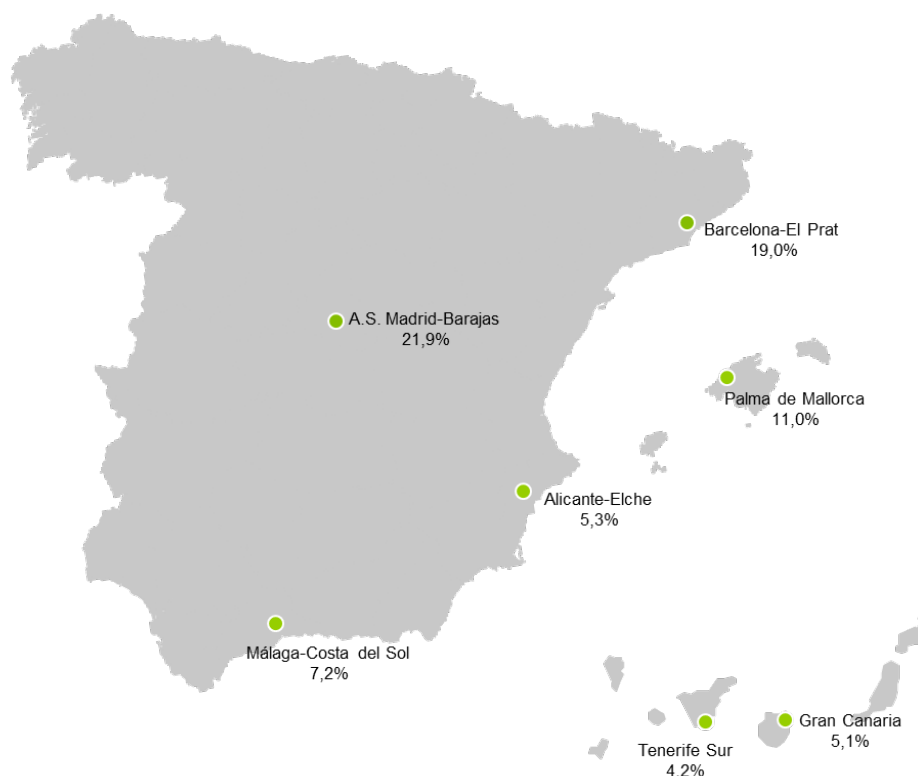 Barcelona-El Prat
19,0%
A.S. Madrid-Barajas
21,9%
Palma de Mallorca
11,0%
Alicante-Elche
5,3%
Málaga-Costa del Sol
7,2%
Gran Canaria
5,1%
Tenerife Sur
4,2%